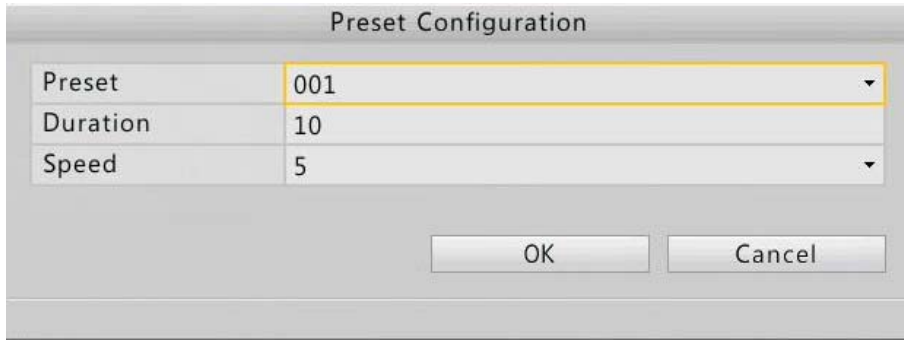 Preset Configuration
Preset 001
Duration 10
Speed 5
OK Cancel